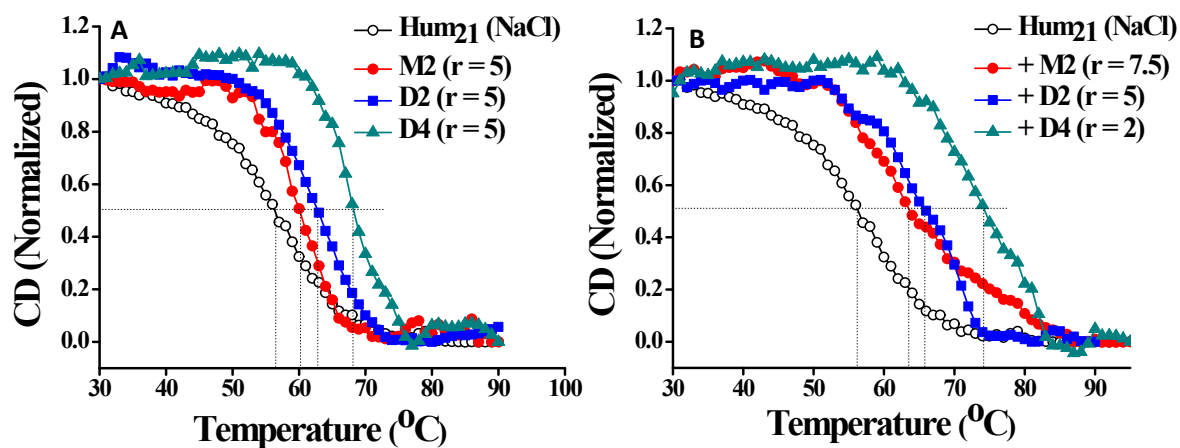 A
Hum21 (NaCl)
M2 (r = 5)
D2 (r = 5)
D4 (r = 5)
CD (Normalized)
1.2
1.0
0.8
0.6
0.4
0.2
0.0
30 40 50 60 70 80 90 100
Temperature (⁰C)
B
Hum21 (NaCl)
+ M2 (r = 7.5)
+ D2 (r = 5)
+ D4 (r = 2)
CD (Normalized)
1.2
1.0
0.8
0.6
0.4
0.2
0.0
30 40 50 60 70 80 90
Temperature (⁰C)